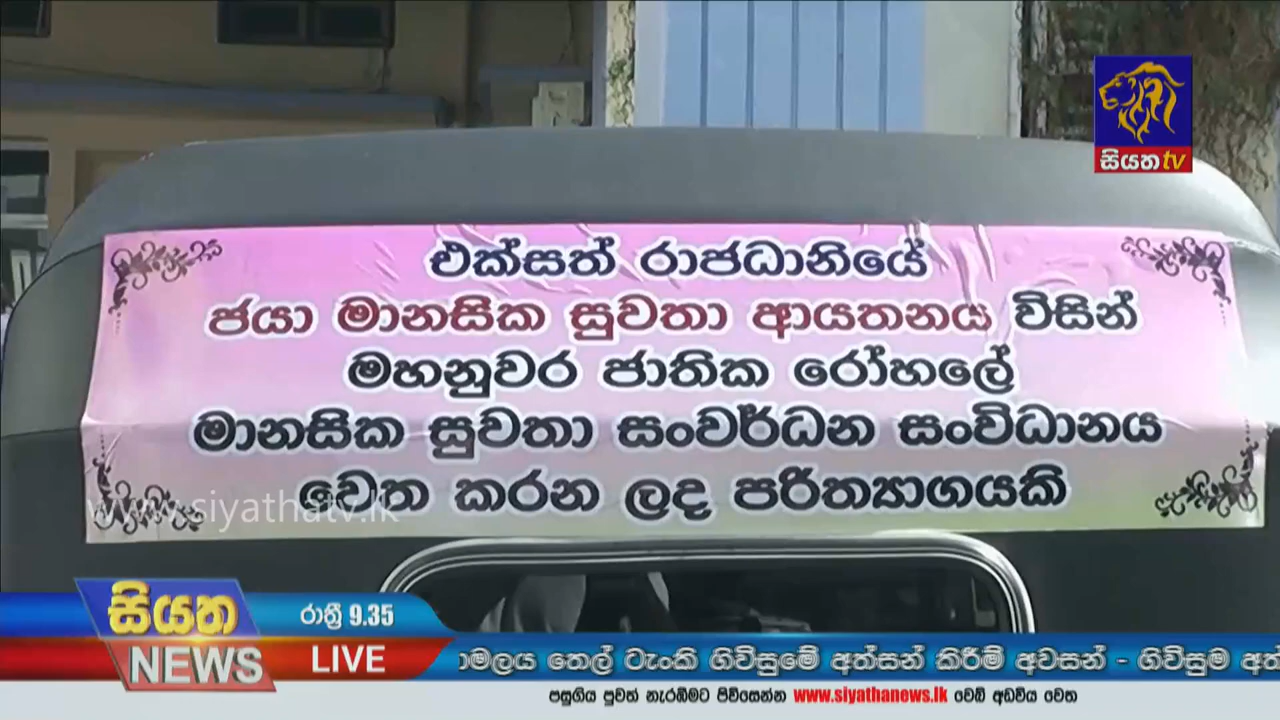 සියත tv
එක්සත් රාජධානියේ
ජයා මානසික සුවතා ආයතනය විසින්
මහනුවර ජාතික රෝහලේ
මානසික සුවතා සංවර්ධන සංවිධානය
වෙත කරන ලද පරිත්‍යාගයකි
www.siyathatv.lk
සියත
NEWS
රාත්‍රී 9.35
LIVE
තෙල් ටැංකි ගිවිසුමේ අත්සන් කිරීම් අවසන් - ගිවිසුම
පසුගිය පුවත් නැරඹීමට පිවිසෙන්න www.siyathanews.lk වෙබ් අඩවිය වෙත